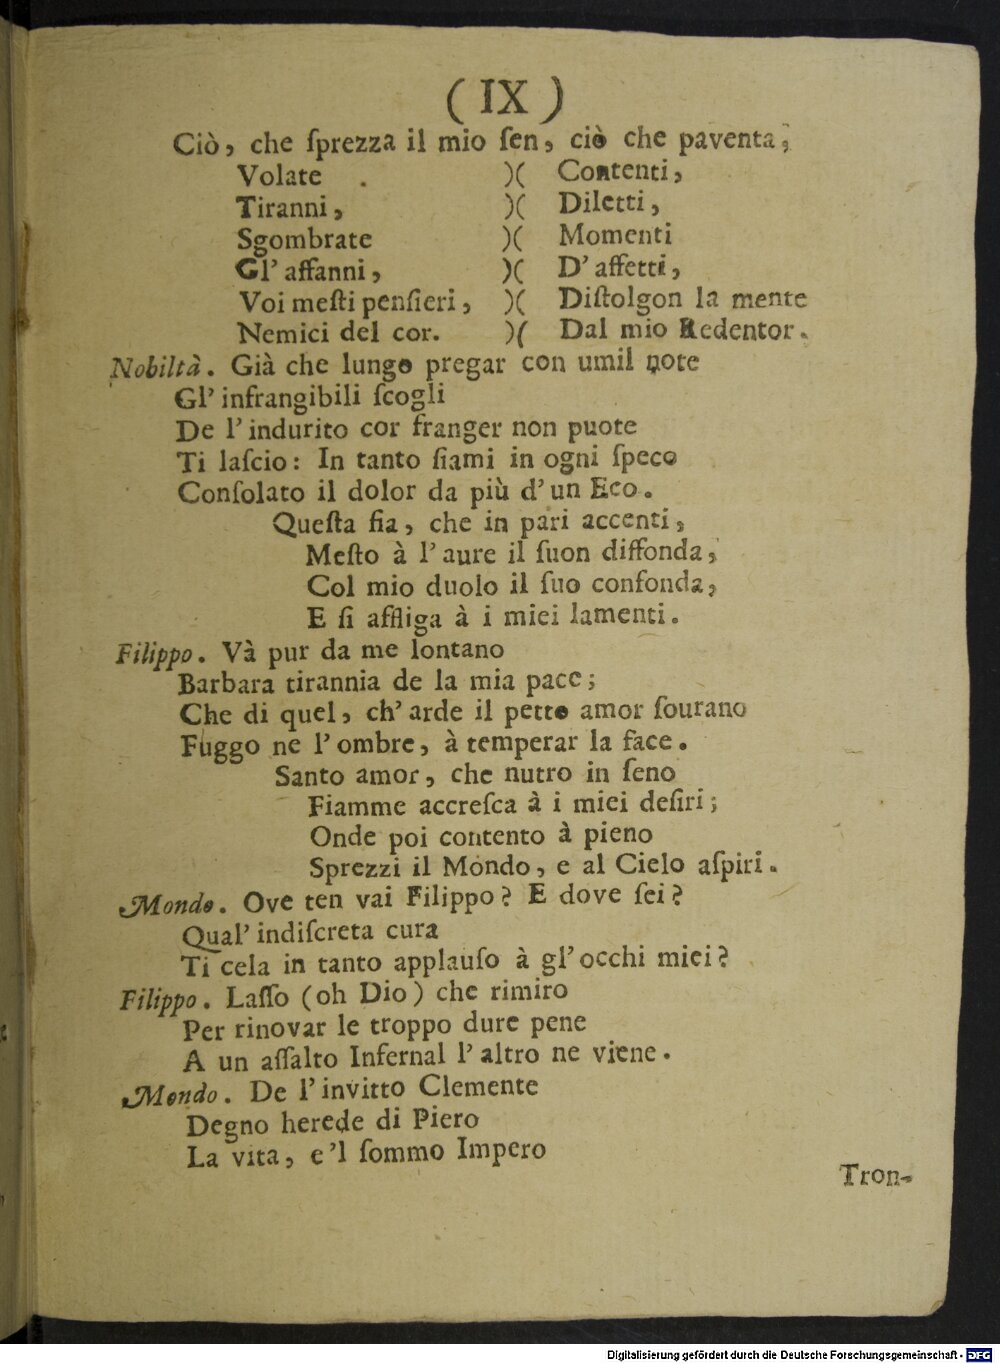 ( IX )
Ciò, che ſprezza il mio ſen, ciò che paventa,
Volate )( Contenti,
Tiranni, )( Diletti,
Sgombrate )( Momenti
Gl' affanni, )( D' affetti,
Voi meſti penſieri, )( Diſtolgon la mente
Nemici del cor. )( Dal mio Redentor.
Nobiltà. Già che lungo pregar con umil note
Gl' infrangibili ſcogli
De l' indurito cor franger non puote
Ti laſcio: In tanto ſiami in ogni ſpeco
Conſolato il dolor da più d' un Eco.
Queſta ſia, che in pari accenti,
Meſto à l' aure il ſuon diffonda,
Col mio duolo il ſuo confonda,
E ſi affliga à i miei lamenti.
Filippo. Và pur da me lontano
Barbara tirannia de la mia pace;
Che di quel, ch' arde il petto amor ſourano
Fuggo ne l' ombre, à temperar la face.
Santo amor, che nutro in ſeno
Fiamme accreſca à i miei deſiri;
Onde poi contento à pieno
Sprezzi il Mondo, e al Cielo aſpiri.
Mondo. Ove ten vai Filippo? E dove ſei?
Qual' indiſcreta cura
Ti cela in tanto applauſo à gl' occhi miei?
Filippo. Laſſo (oh Dio) che rimiro
Per rinovar le troppo dure pene
A un aſſalto Infernal l' altro ne viene.
Mondo. De l' invitto Clemente
Degno herede di Piero
La vita, e 'l ſommo Impero
Tron-
Digitalisierung gefördert durch die Deutsche Forschungsgemeinschaft - DFG